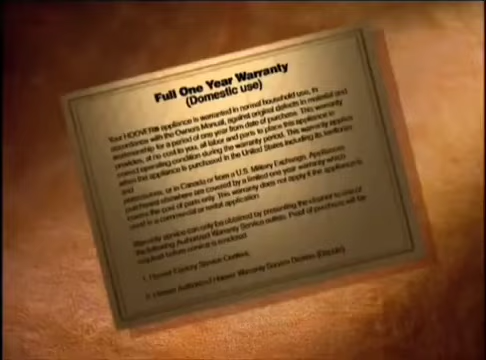 Full One Year Warranty
(Domestic use)
Your HOOVER® appliance is warranted in normal household use, in
accordance with the Owners Manual, against original defects in material and
workmanship for a period of one year from date of purchase. This warranty
provides, at no cost to you, all labor and parts to place this appliance in
correct operating condition during the warranty period. This warranty applies
when this appliance is purchased in the United States including its territories
and
possessions, or in Canada or from a U.S. Military Exchange. Appliances
purchased elsewhere are covered by a limited one year warranty which
covers the cost of parts only. This warranty does not apply if the appliance is
used in a commercial or rental application.
Warranty service can only be obtained by presenting the appliance to one of
the following Authorized Warranty Service outlets. Proof of purchase will be
required before service is rendered.
1. Hoover Factory Service Centers.
2. Hoover Authorized Warranty Service Dealers